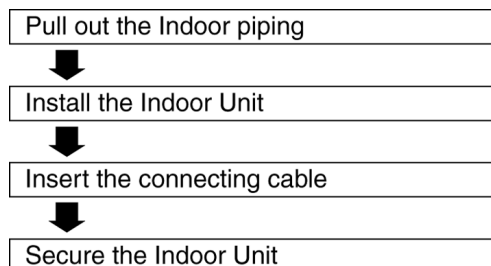 Pull out the Indoor piping
Install the Indoor Unit
Insert the connecting cable
Secure the Indoor Unit